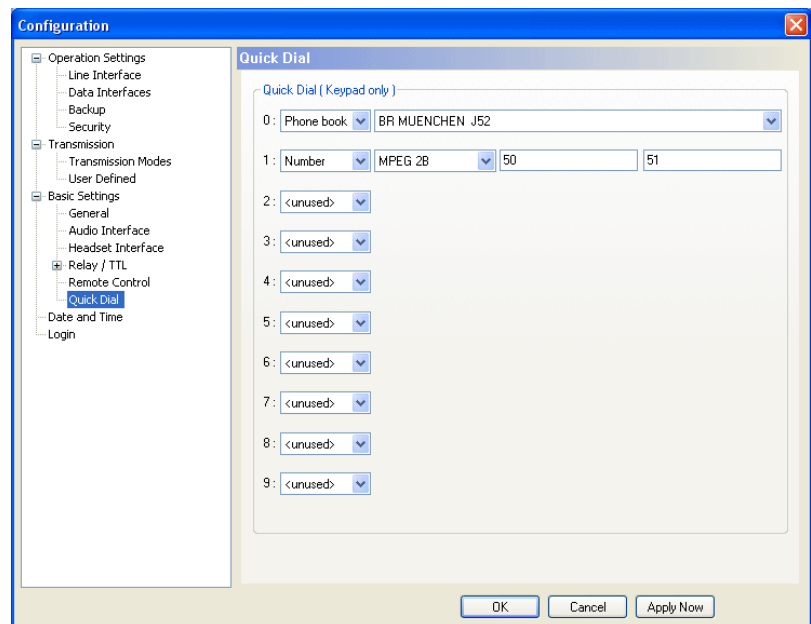 Configuration
Operation Settings
Line Interface
Data Interfaces
Backup
Security
Transmission
Transmission Modes
User Defined
Basic Settings
General
Audio Interface
Headset Interface
Relay / TTL
Remote Control
Quick Dial
Date and Time
Login
Quick Dial
Quick Dial ( Keypad only )
0 : Phone book BR MUENCHEN J52
1 : Number MPEG 2B 50 51
2 : <unused>
3 : <unused>
4 : <unused>
5 : <unused>
6 : <unused>
7 : <unused>
8 : <unused>
9 : <unused>
OK Cancel Apply Now